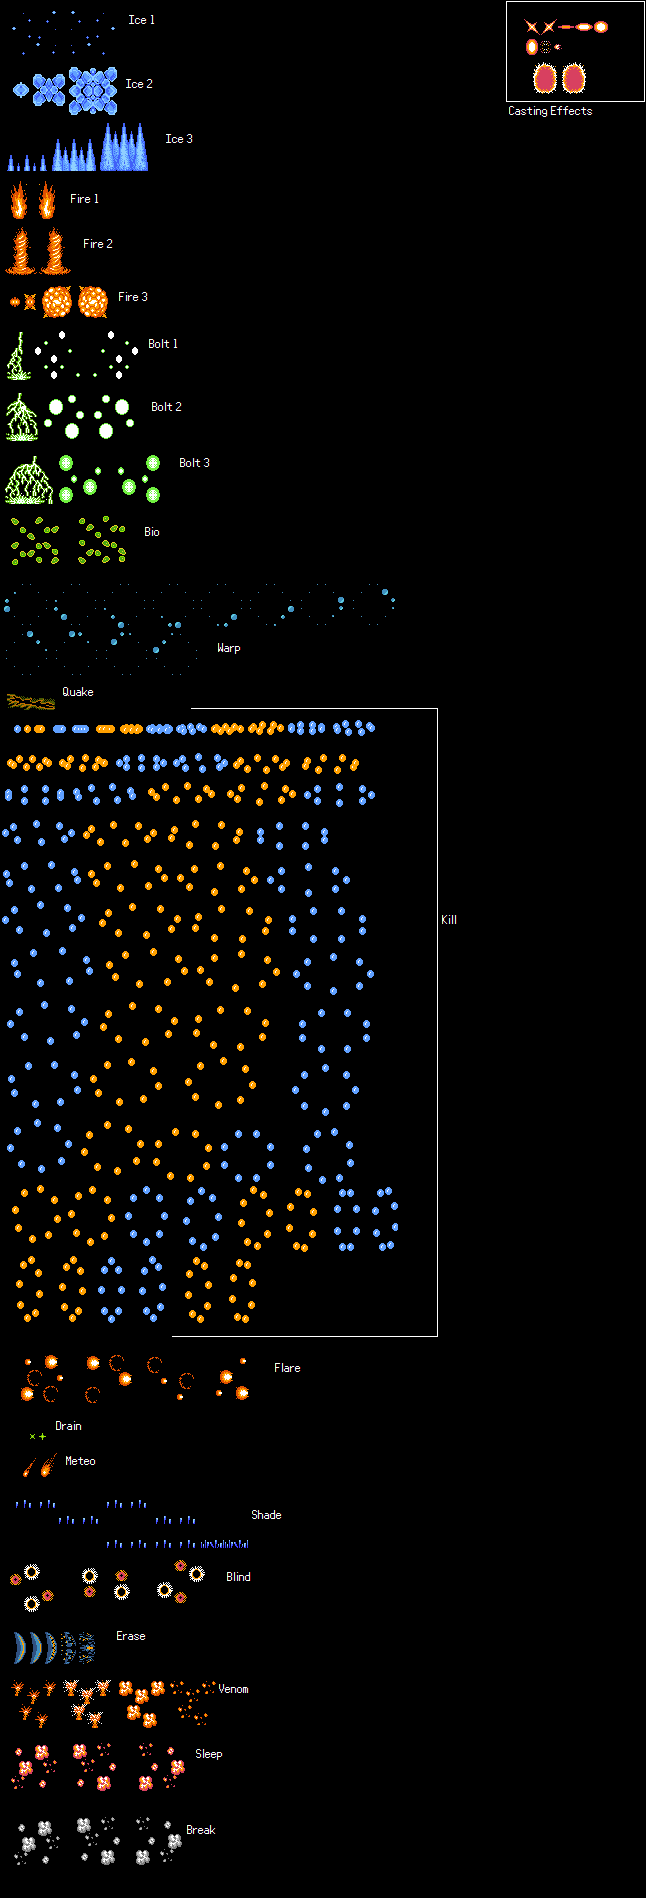 Ice 1
Casting Effects
Ice 2
Ice 3
Fire 1
Fire 2
Fire 3
Bolt 1
Bolt 2
Bolt 3
Bio
Warp
Quake
Kill
Flare
Drain
Meteo
Shade
Blind
Erase
Venom
Sleep
Break